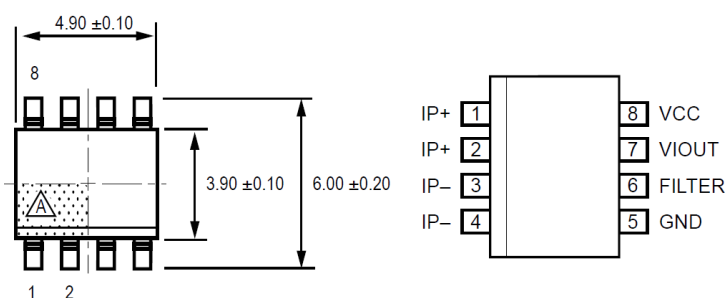 4.90 ±0.10
8
A
3.90 ±0.10
6.00 ±0.20
1 2
IP+ 1 8 VCC
IP+ 2 7 VIOUT
IP– 3 6 FILTER
IP– 4 5 GND